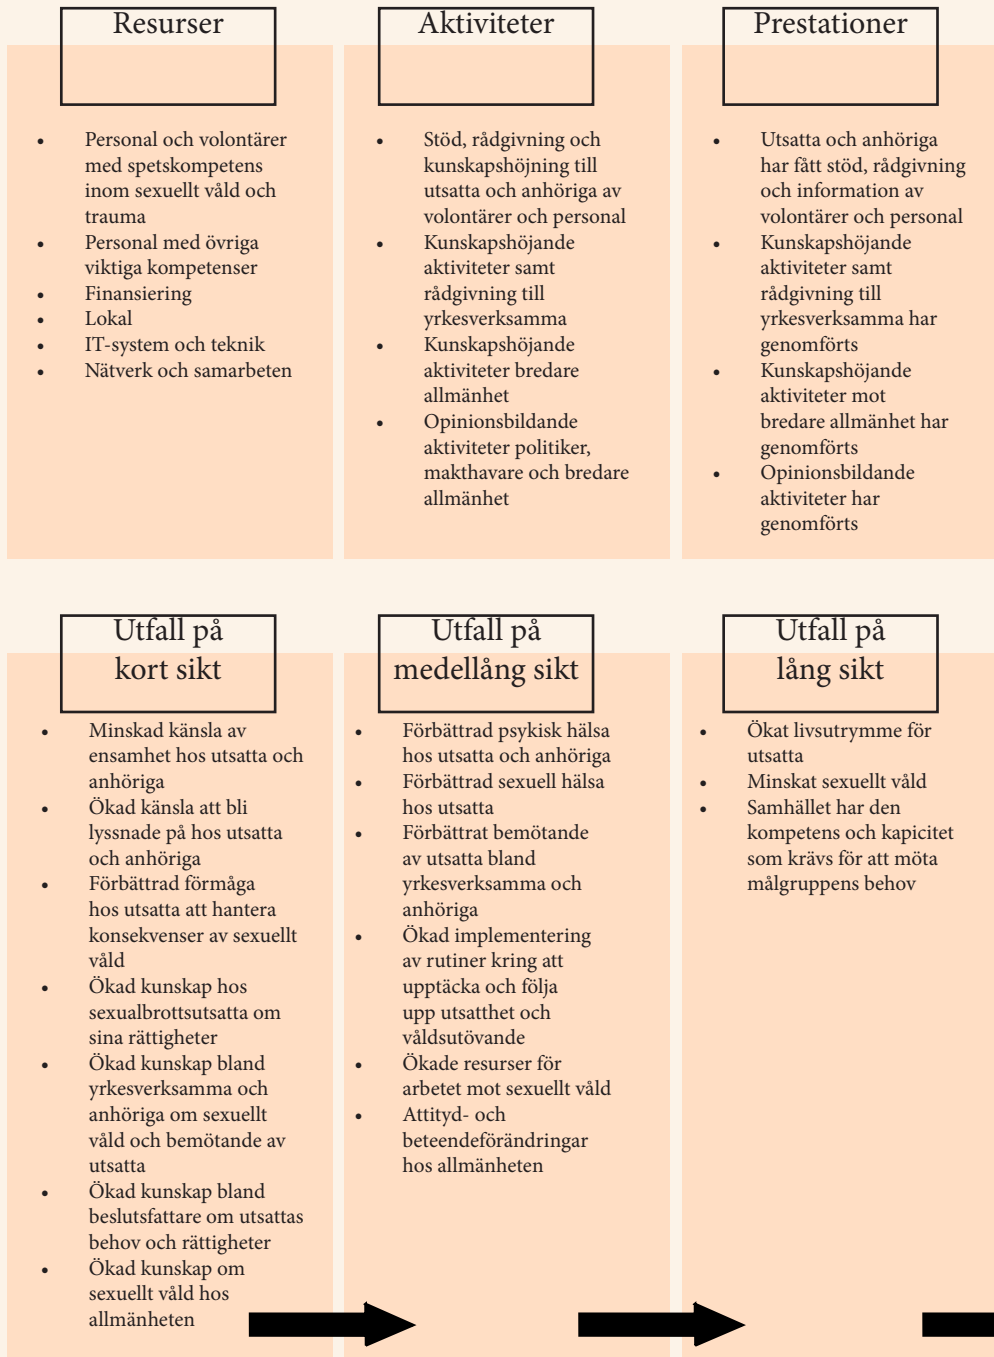 Resurser
• Personal och volontärer
med spetskompetens
inom sexuellt våld och
trauma
• Personal med övriga
viktiga kompetenser
• Finansiering
• Lokal
• IT-system och teknik
• Nätverk och samarbeten
Aktiviteter
• Stöd, rådgivning och
kunskapshöjning till
utsatta och anhöriga av
volontärer och personal
• Kunskapshöjande
aktiviteter samt
rådgivning till
yrkesverksamma
• Kunskapshöjande
aktiviteter bredare
allmänhet
• Opinionsbildande
aktiviteter politiker,
makthavare och bredare
allmänhet
Prestationer
• Utsatta och anhöriga
har fått stöd, rådgivning
och information av
volontärer och personal
• Kunskapshöjande
aktiviteter samt
rådgivning till
yrkesverksamma har
genomförts
• Kunskapshöjande
aktiviteter mot
bredare allmänhet har
genomförts
• Opinionsbildande
aktiviteter har
genomförts
Utfall på
kort sikt
• Minskad känsla av
ensamhet hos utsatta och
anhöriga
• Ökad känsla att bli
lyssnade på hos utsatta
och anhöriga
• Förbättrad förmåga
hos utsatta att hantera
konsekvenser av sexuellt
våld
• Ökad kunskap hos
sexualbrottsutsatta om
sina rättigheter
• Ökad kunskap bland
yrkesverksamma och
anhöriga om sexuellt
våld och bemötande av
utsatta
• Ökad kunskap bland
beslutsfattare om utsattas
behov och rättigheter
• Ökad kunskap om
sexuellt våld hos
allmänheten
Utfall på
medellång sikt
• Förbättrad psykisk hälsa
hos utsatta och anhöriga
• Förbättrad sexuell hälsa
hos utsatta
• Förbättrat bemötande
av utsatta bland
yrkesverksamma och
anhöriga
• Ökad implementering
av rutiner kring att
upptäcka och följa
upp utsatthet och
våldsutövande
• Ökade resurser för
arbetet mot sexuellt våld
• Attityd- och
beteendeförändringar
hos allmänheten
Utfall på
lång sikt
• Ökat livsutrymme för
utsatta
• Minskat sexuellt våld
• Samhället har den
kompetens och kapicitet
som krävs för att möta
målgruppens behov